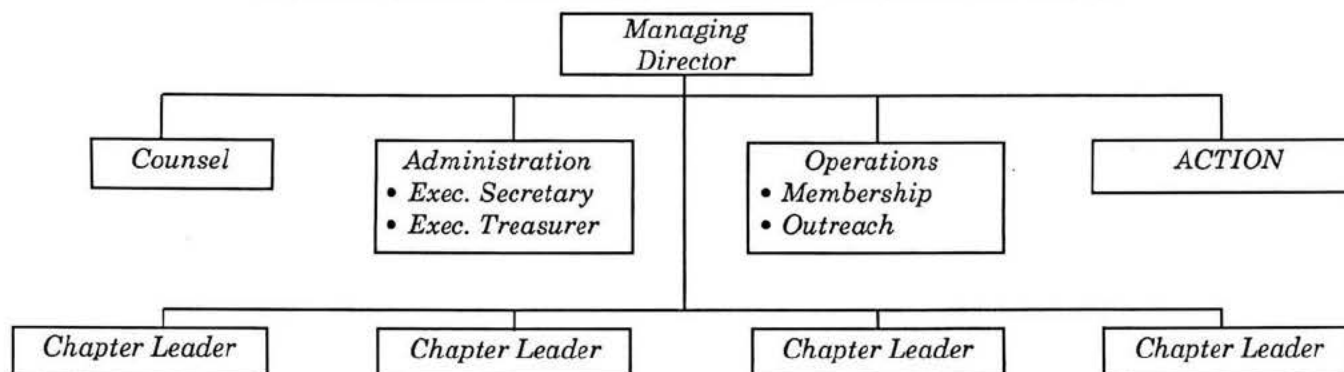 Managing
Director
Counsel
Administration
• Exec. Secretary
• Exec. Treasurer
Operations
• Membership
• Outreach
ACTION
Chapter Leader
Chapter Leader
Chapter Leader
Chapter Leader